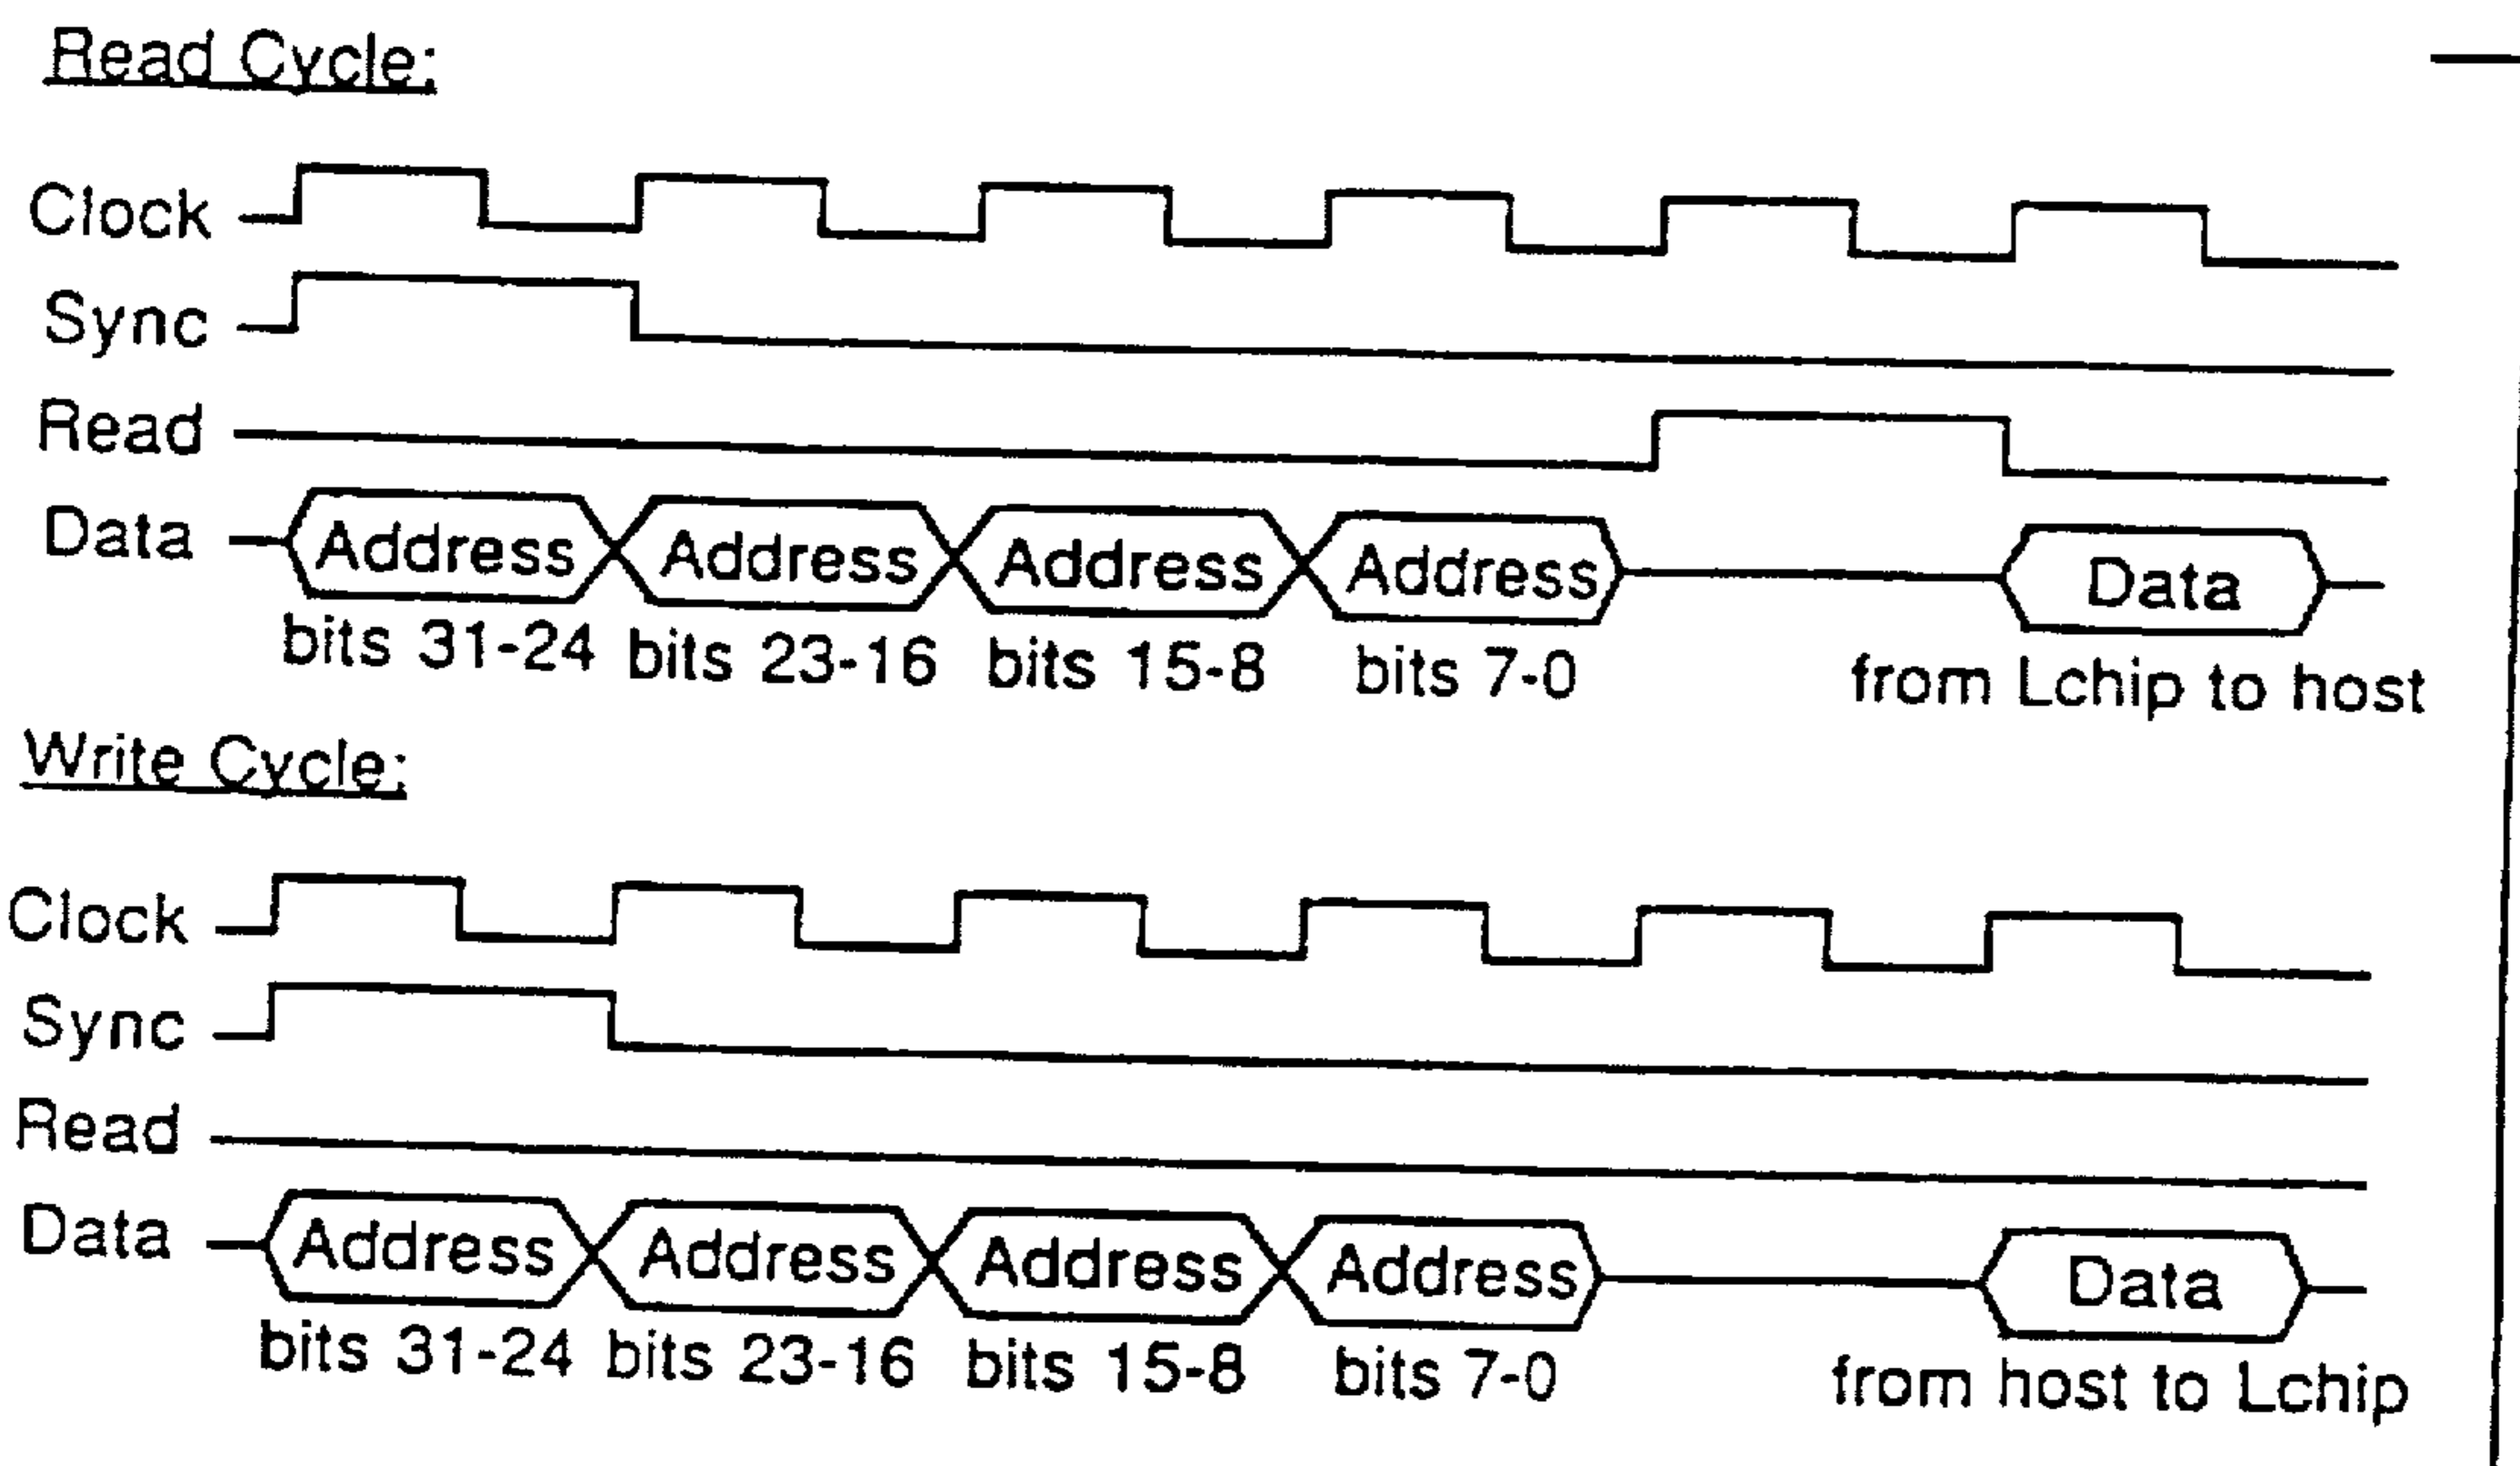 Read Cycle:
Clock
Sync
Read
Data
Address Address Address Address Data
bits 31-24 bits 23-16 bits 15-8 bits 7-0 from Lchip to host
Write Cycle:
Clock
Sync
Read
Data
Address Address Address Address Data
bits 31-24 bits 23-16 bits 15-8 bits 7-0 from host to Lchip